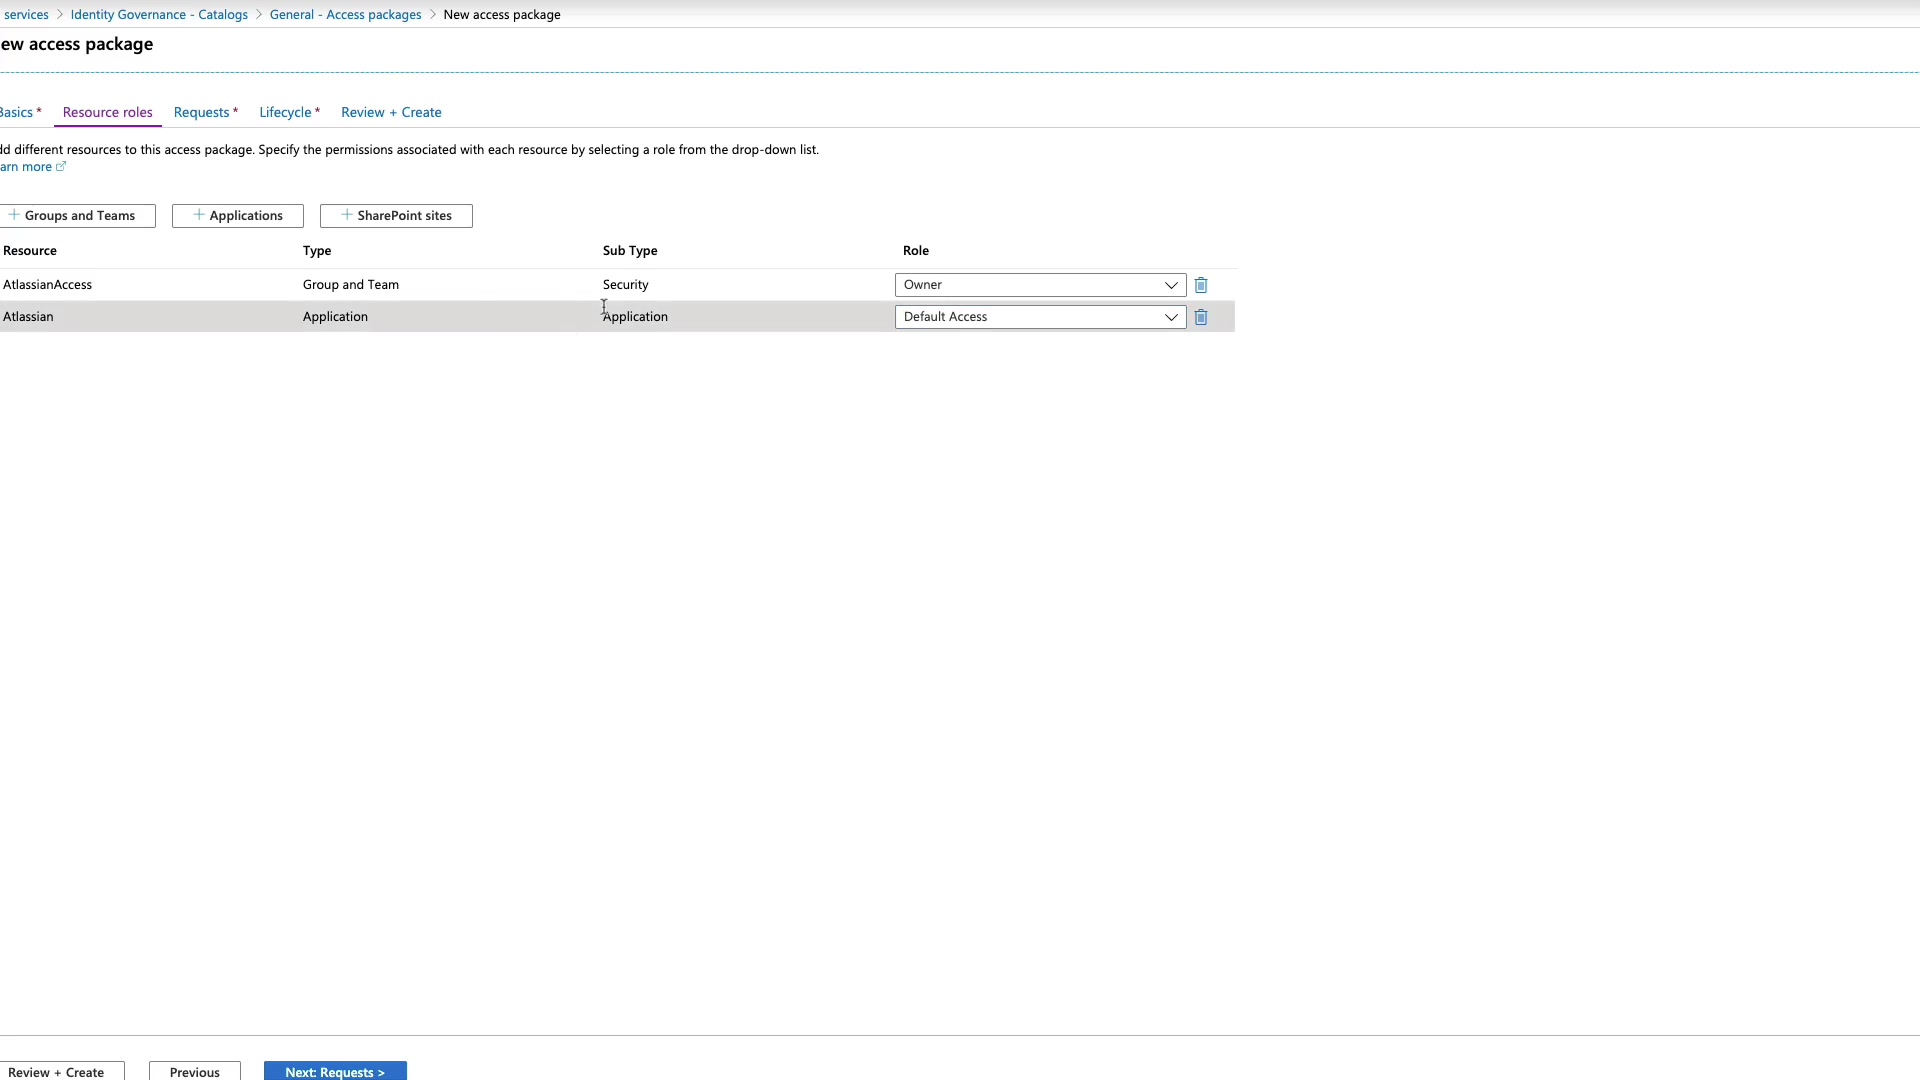 services > Identity Governance - Catalogs > General - Access packages > New access package
ew access package
Basics * Resource roles Requests * Lifecycle * Review + Create
dd different resources to this access package. Specify the permissions associated with each resource by selecting a role from the drop-down list.
arn more
+ Groups and Teams + Applications + SharePoint sites
Resource Type Sub Type Role
AtlassianAccess Group and Team Security Owner
Atlassian Application Application Default Access
Review + Create Previous Next: Requests >